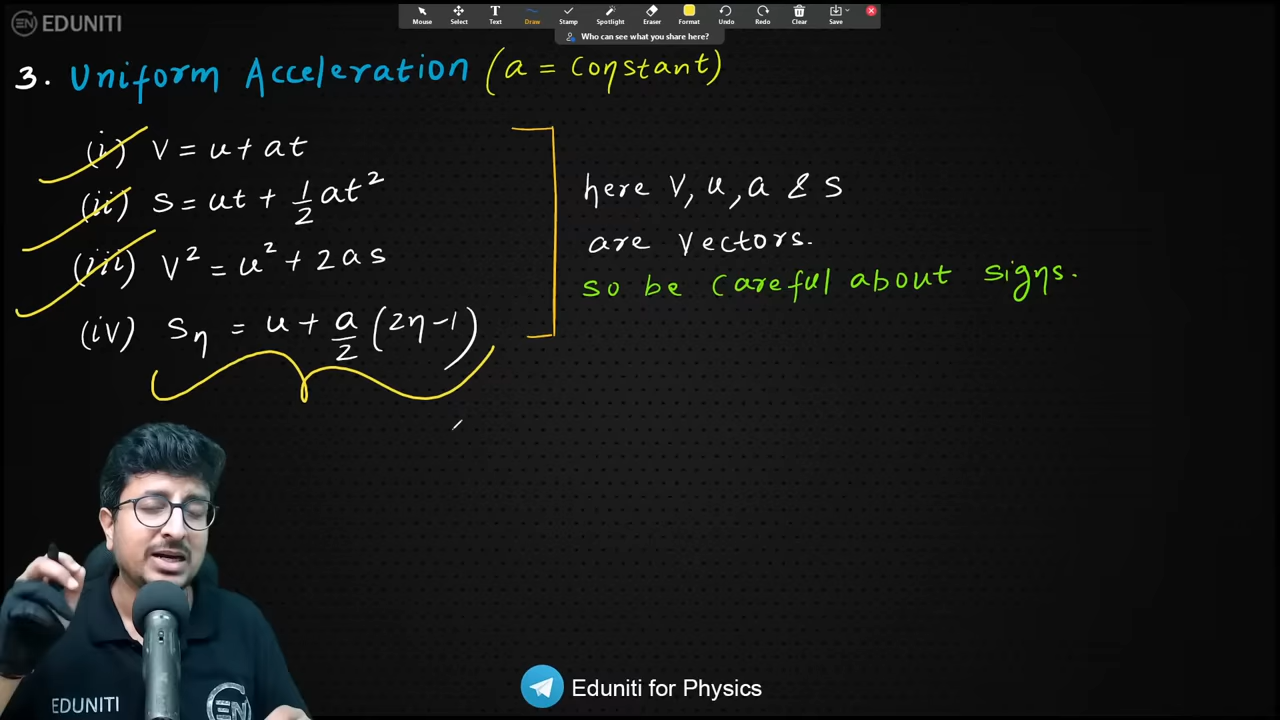 EN EDUNITI
Mouse Select Text Draw Stamp Spotlight Eraser Format Undo Redo Clear Save
Who can see what you share here?
3. Uniform Acceleration (a = constant)
(i) V = u + at
(ii) S = ut + 1/2 at²
(iii) V² = u² + 2as
(iv) Sη = u + a/2 (2η-1)
here V, u, a & s
are vectors.
so be careful about signs.
EDUNITI
EN
Eduniti for Physics